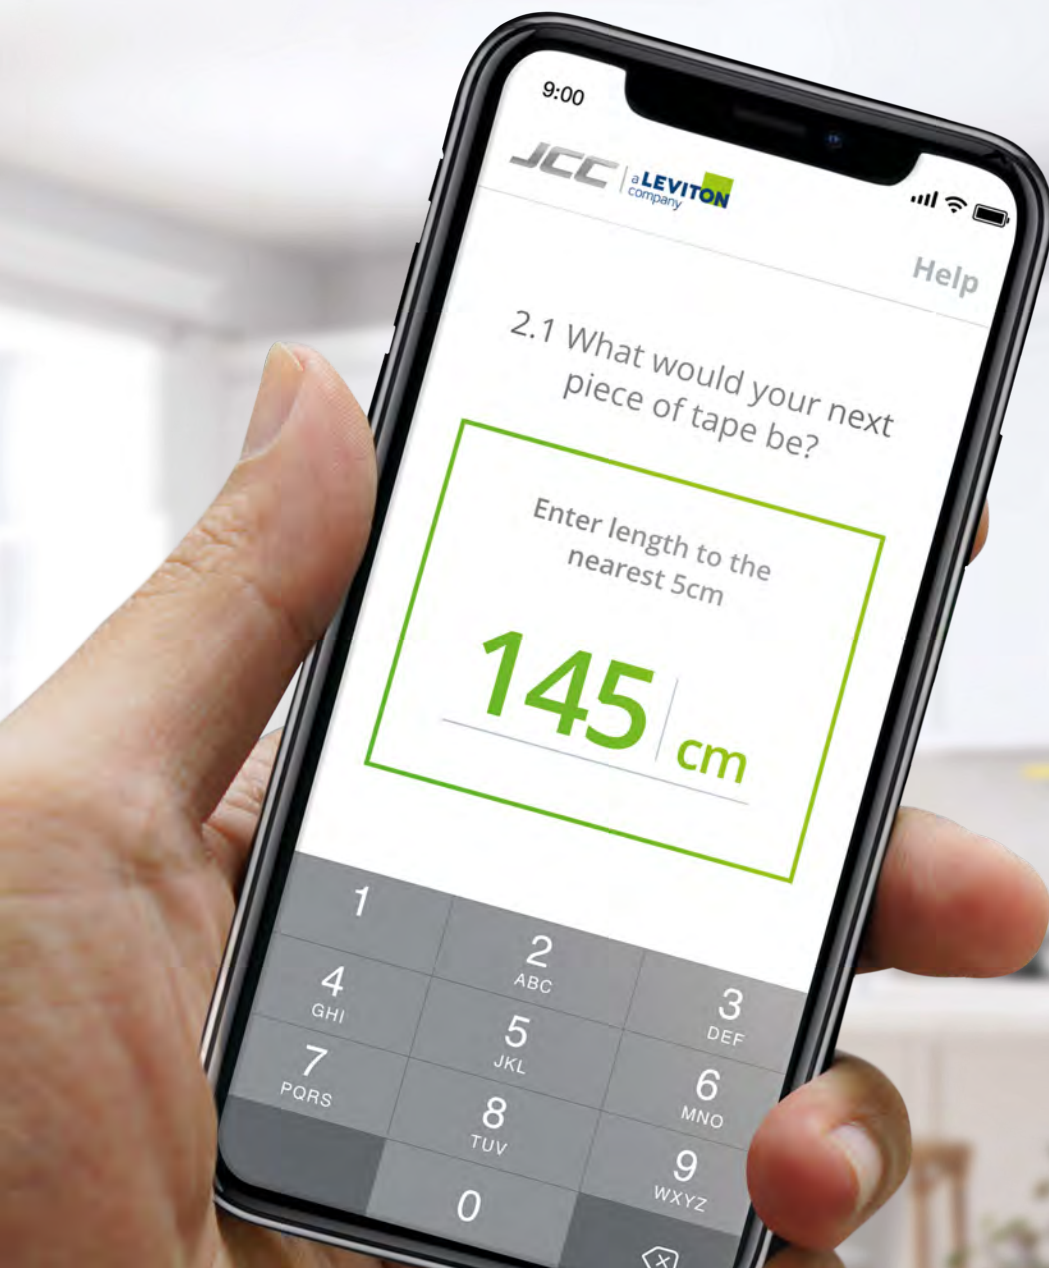 9:00
JCC
a LEVITON
company
Help
2.1 What would your next
piece of tape be?
Enter length to the
nearest 5cm
145 cm
1
2
ABC
3
DEF
4
GHI
5
JKL
6
MNO
7
PQRS
8
TUV
9
WXYZ
0